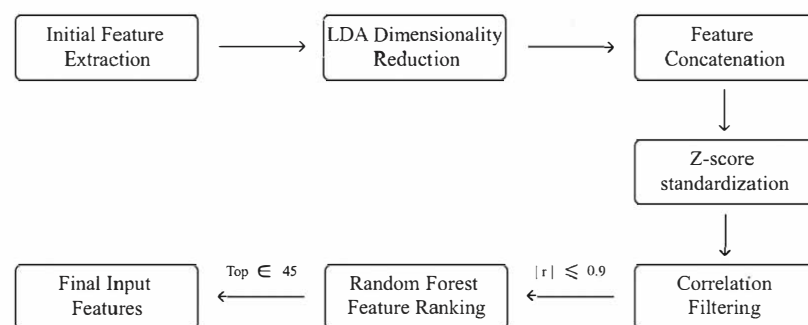 Initial Feature
Extraction
LDA Dimensionality
Reduction
Feature
Concatenation
Z-score
standardization
Correlation
Filtering
| r | ⩽ 0.9
Random Forest
Feature Ranking
Top ∈ 45
Final Input
Features